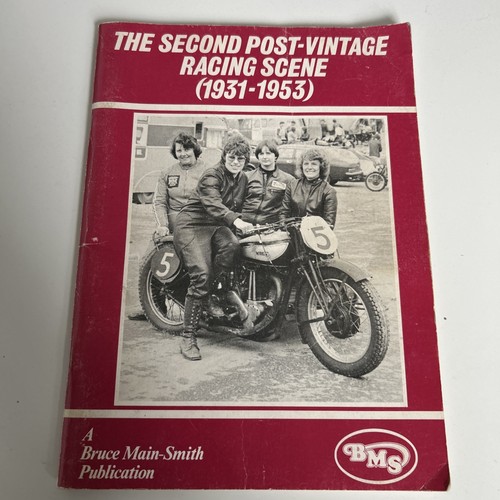 THE SECOND POST-VINTAGE
RACING SCENE
(1931-1953)
5
5
A
Bruce Main-Smith
Publication
BMS